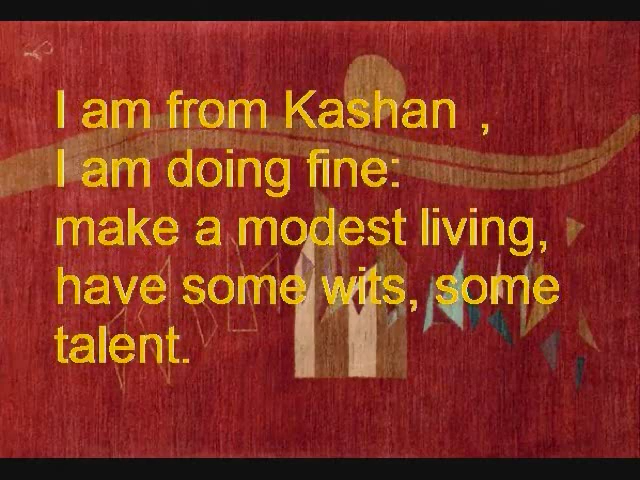 I am from Kashan ,
I am doing fine:
make a modest living,
have some wits, some
talent.